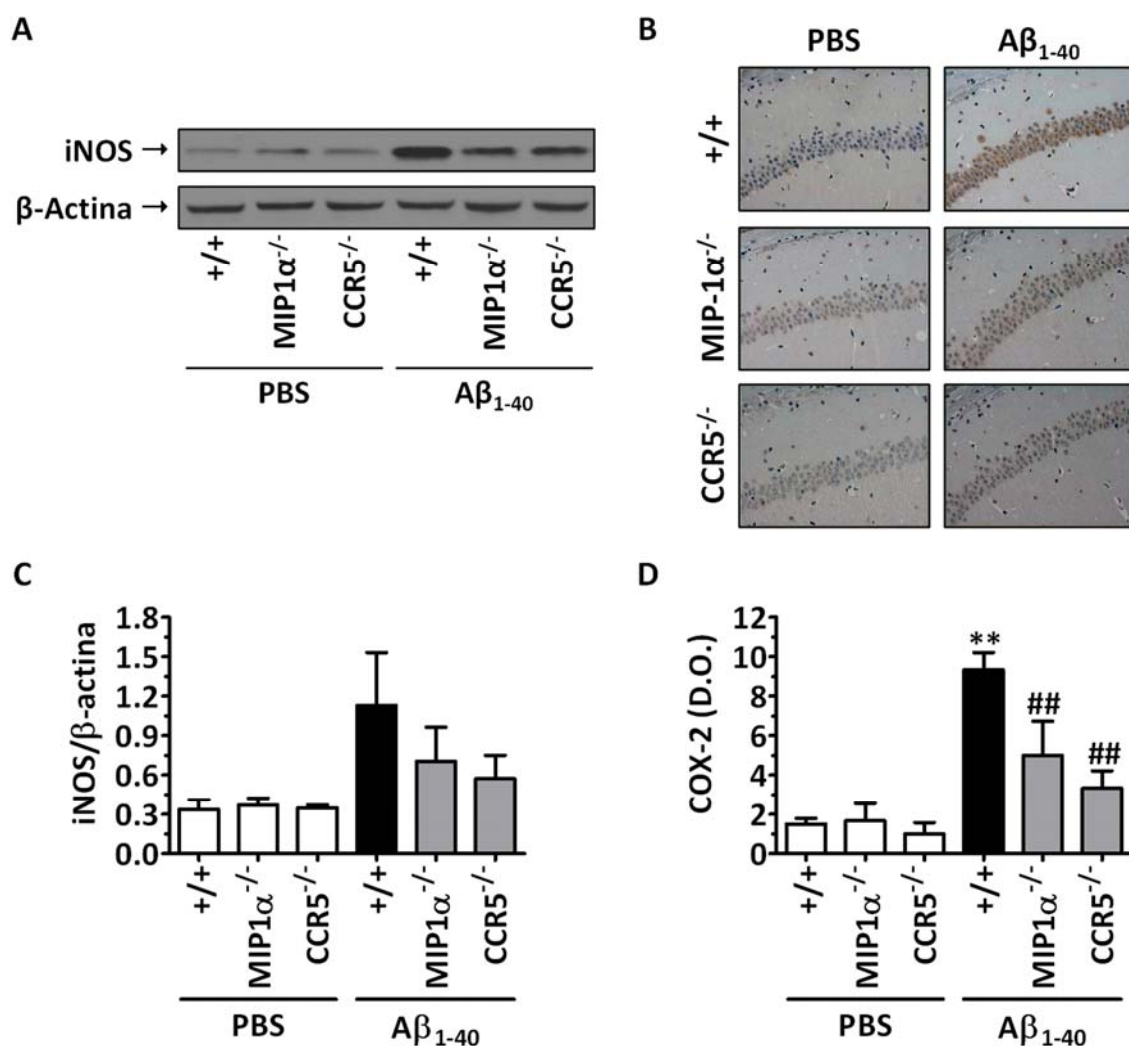 A
iNOS →
β-Actina →
+/+
MIP1α-/-
CCR5-/-
+/+
MIP1α-/-
CCR5-/-
PBS
Aβ1-40
B
PBS
Aβ1-40
+/+
MIP-1α-/-
CCR5-/-
C
iNOS/β-actina
1.8
1.5
1.2
0.9
0.6
0.3
0.0
+/+
MIP1α-/-
CCR5-/-
+/+
MIP1α-/-
CCR5-/-
PBS
Aβ1-40
D
COX-2 (D.O.)
12
10
8
6
4
2
0
**
##
##
+/+
MIP1α-/-
CCR5-/-
+/+
MIP1α-/-
CCR5-/-
PBS
Aβ1-40